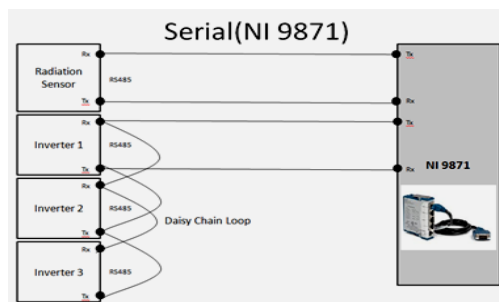 Serial(NI 9871)
Rx
Tx
Radiation
Sensor
RS485
Tx
Rx
Rx
Tx
Inverter 1
RS485
Tx
Rx
NI 9871
Rx
Inverter 2
RS485
Tx
Daisy Chain Loop
Rx
Inverter 3
RS485
Tx